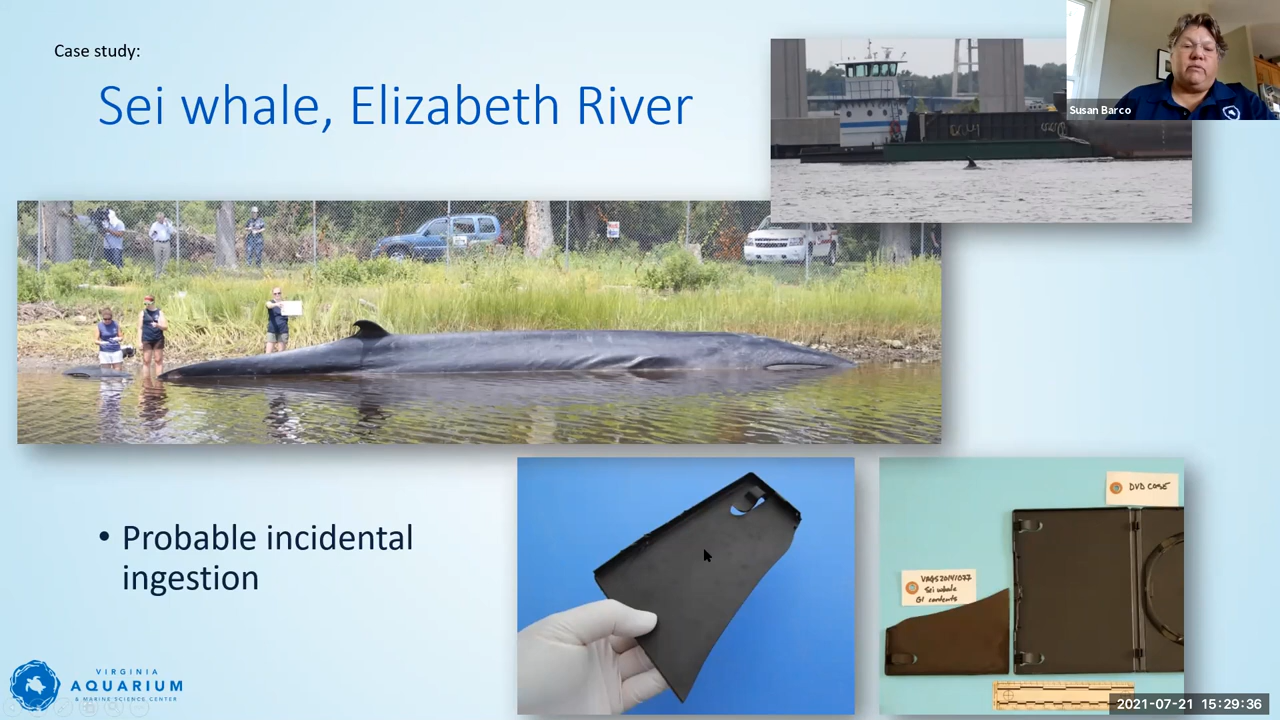 Case study:
Sei whale, Elizabeth River
Susan Barco
• Probable incidental
ingestion
DVD CASE
VAQS20141077
Sei whale
GI contents
VIRGINIA
AQUARIUM
& MARINE SCIENCE CENTER
2021-07-21 15:29:36